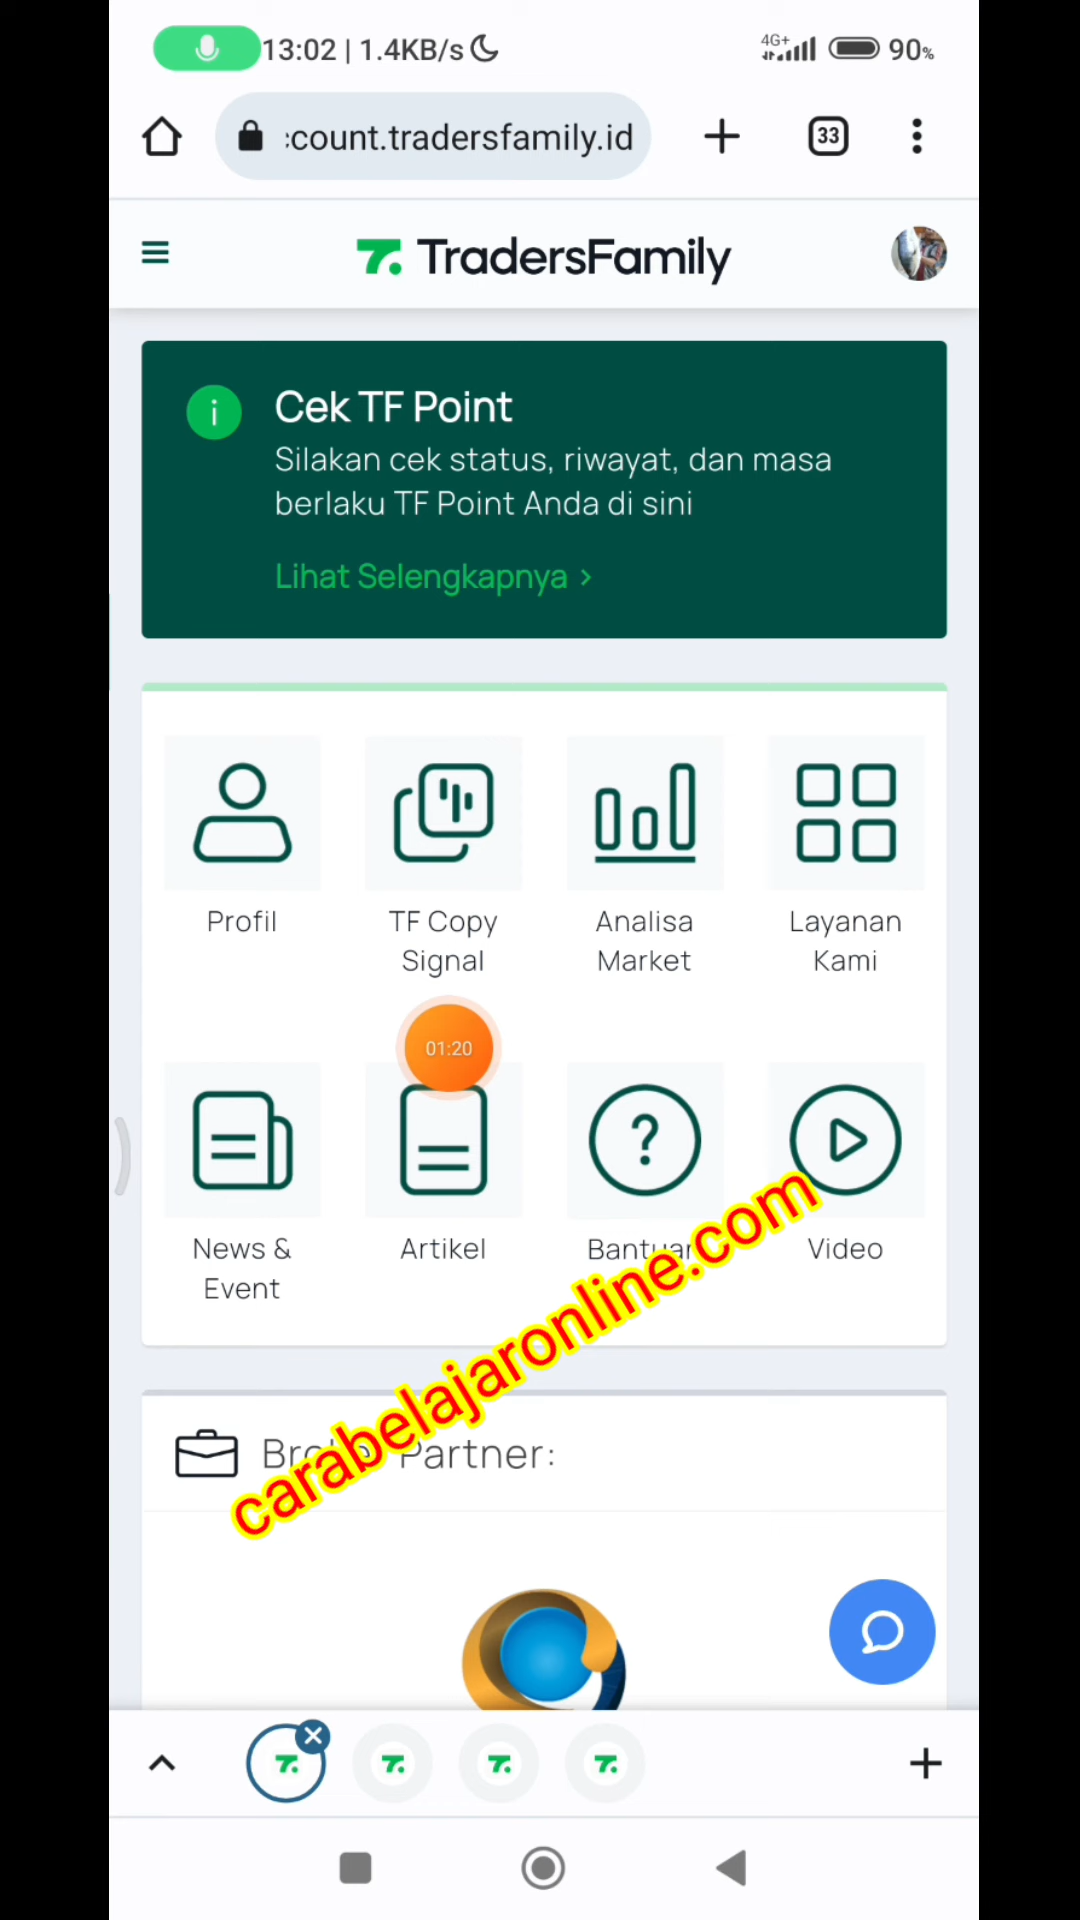 13:02 | 1.4KB/s 4G+ 90%
:count.tradersfamily.id 33
TradersFamily
Cek TF Point
Silakan cek status, riwayat, dan masa
berlaku TF Point Anda di sini
Lihat Selengkapnya >
Profil
TF Copy
Signal
Analisa
Market
Layanan
Kami
01:20
News &
Event
Artikel
Video
carabelajaronline.com
Partner: